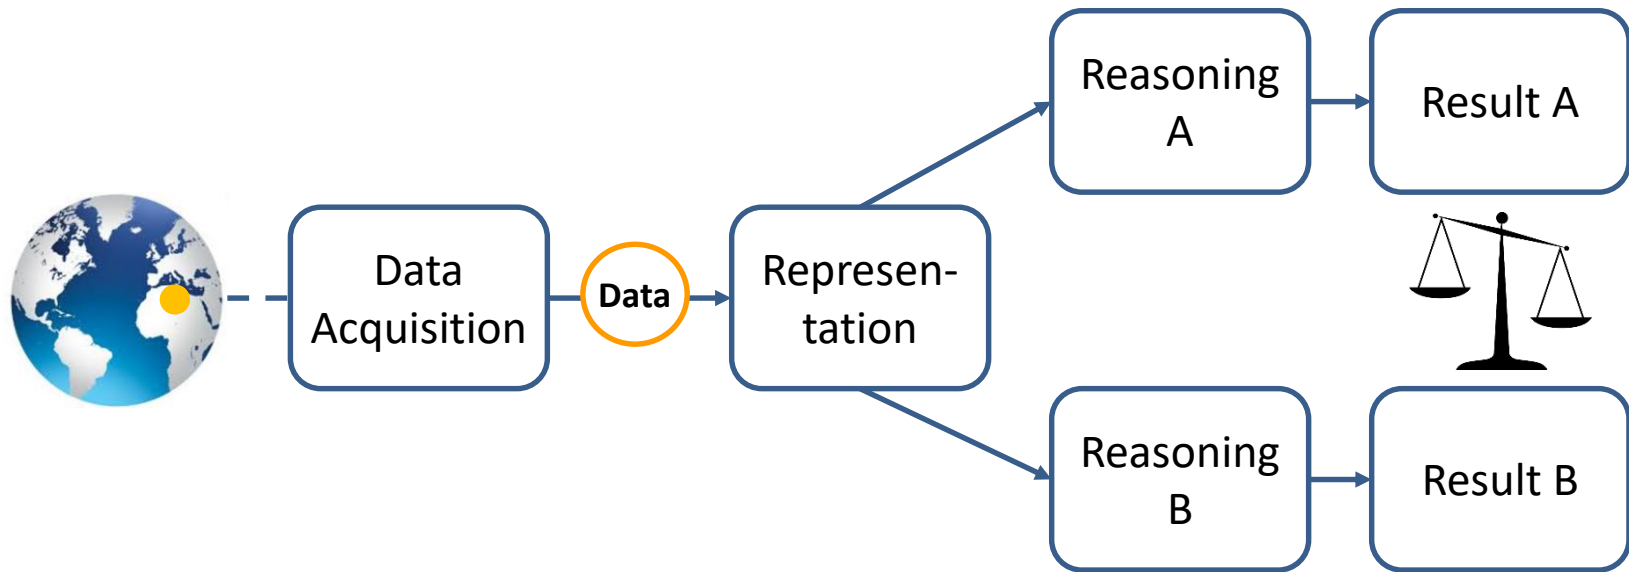 Data
Acquisition
Data
Represen-
tation
Reasoning
A
Result A
Reasoning
B
Result B